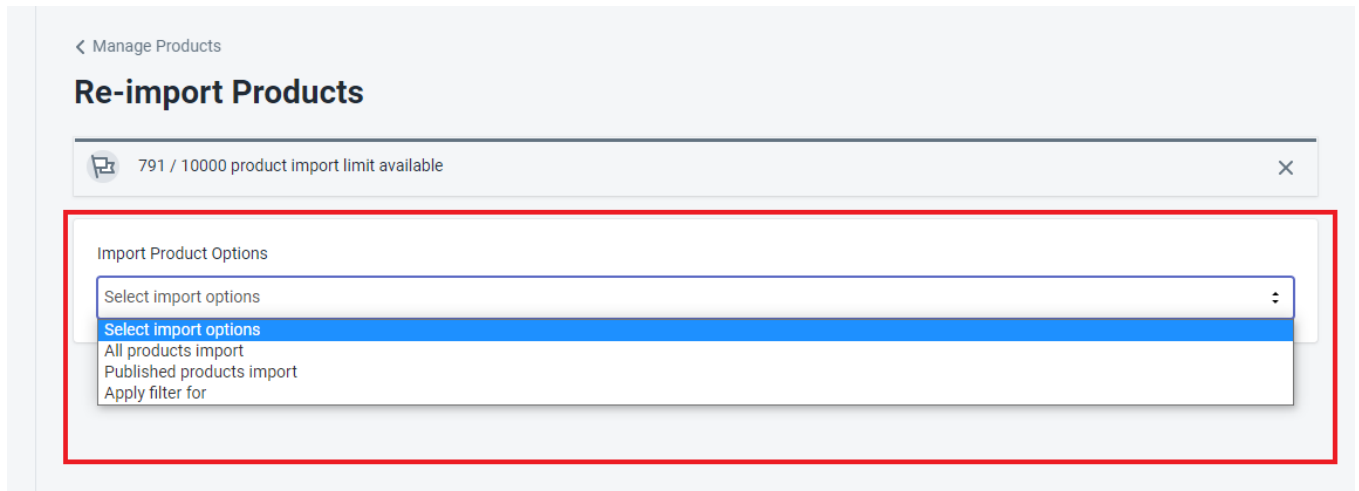 Manage Products
Re-import Products
791 / 10000 product import limit available
Import Product Options
Select import options
Select import options
All products import
Published products import
Apply filter for